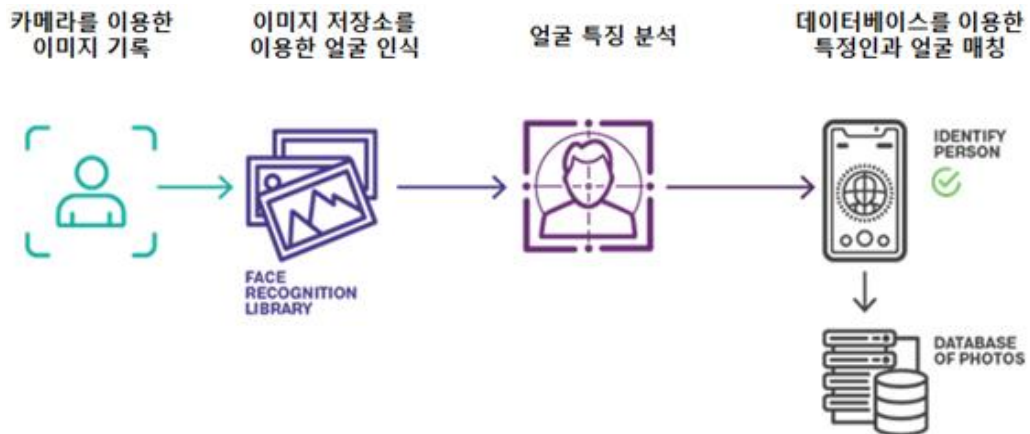 카메라를 이용한
이미지 기록
이미지 저장소를
이용한 얼굴 인식
얼굴 특징 분석
데이터베이스를 이용한
특정인과 얼굴 매칭
FACE
RECOGNITION
LIBRARY
IDENTIFY
PERSON
DATABASE
OF PHOTOS